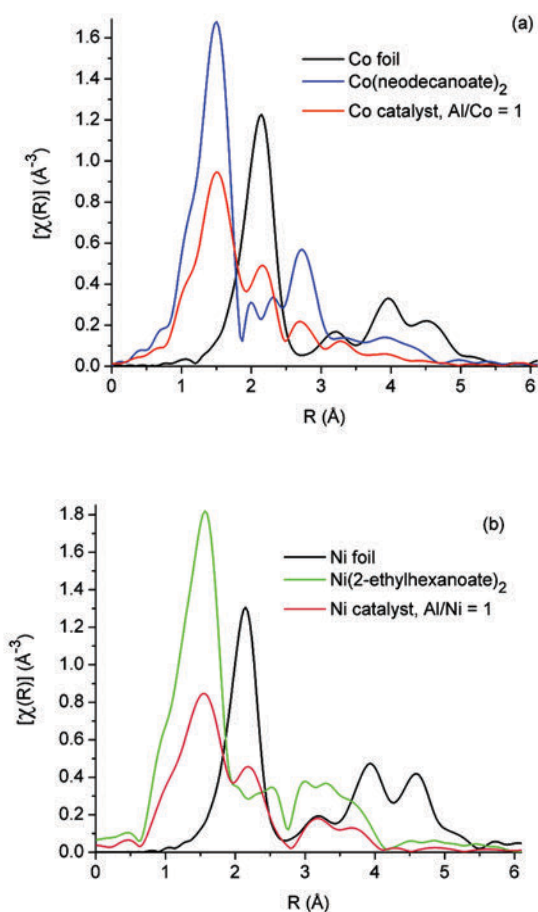 (a)
Co foil
Co(neodecanoate)2
Co catalyst, Al/Co = 1
[χ(R)] (Å-3)
1.6
1.4
1.2
1.0
0.8
0.6
0.4
0.2
0.0
0 1 2 3 4 5 6
R (Å)
(b)
Ni foil
Ni(2-ethylhexanoate)2
Ni catalyst, Al/Ni = 1
[χ(R)] (Å-3)
1.8
1.6
1.4
1.2
1.0
0.8
0.6
0.4
0.2
0.0
0 1 2 3 4 5 6
R (Å)